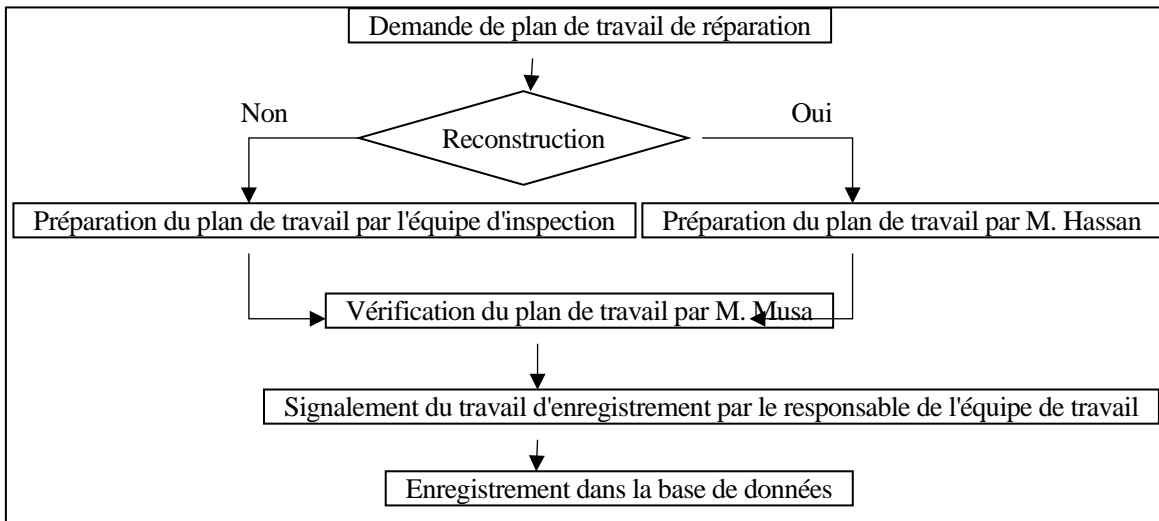 Demande de plan de travail de réparation
Non
Oui
Reconstruction
Préparation du plan de travail par l'équipe d'inspection
Préparation du plan de travail par M. Hassan
Vérification du plan de travail par M. Musa
Signalement du travail d'enregistrement par le responsable de l'équipe de travail
Enregistrement dans la base de données